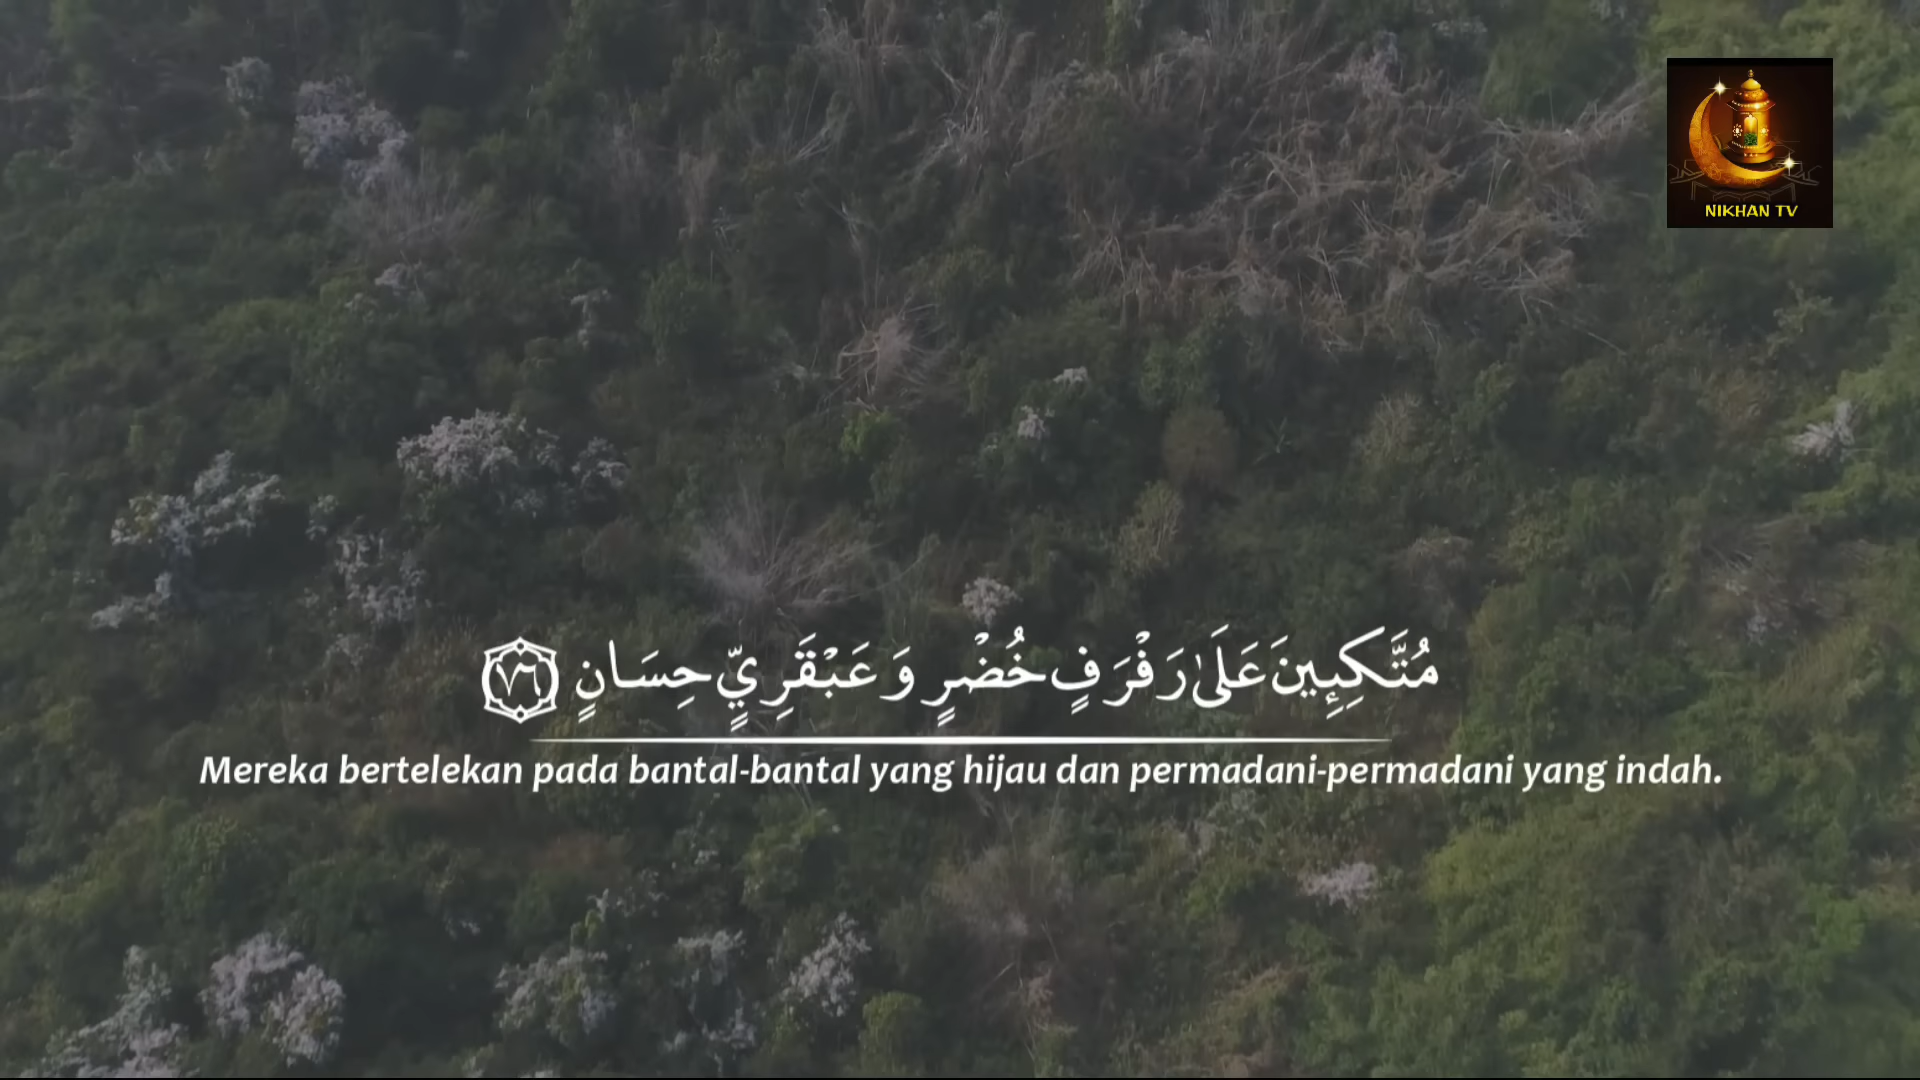 NIKHAN TV
مُتَّكِـِٔينَ عَلَىٰ رَفْرَفٍ خُضْرٍ وَعَبْقَرِيٍّ حِسَانٍ ٧٦
Mereka bertelekan pada bantal-bantal yang hijau dan permadani-permadani yang indah.